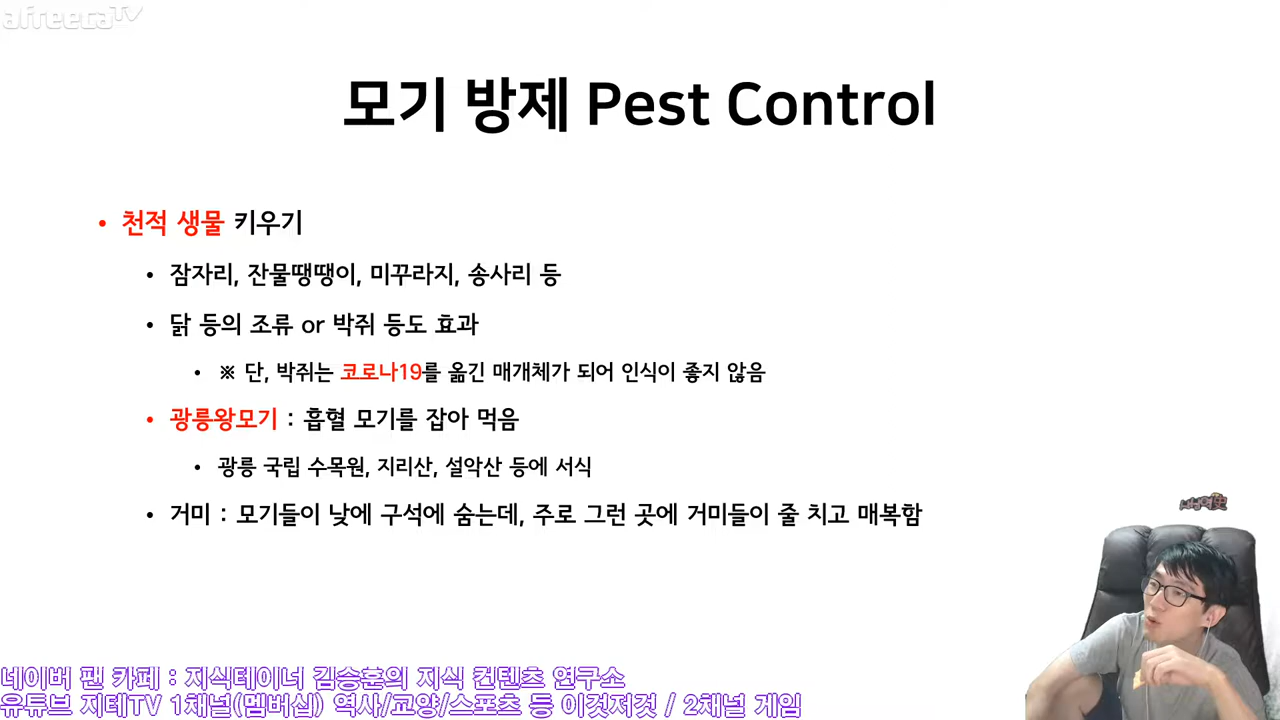 afreecaTV
모기 방제 Pest Control
• 천적 생물 키우기
• 잠자리, 잔물땡땡이, 미꾸라지, 송사리 등
• 닭 등의 조류 or 박쥐 등도 효과
• ※ 단, 박쥐는 코로나19를 옮긴 매개체가 되어 인식이 좋지 않음
• 광릉왕모기 : 흡혈 모기를 잡아 먹음
• 광릉 국립 수목원, 지리산, 설악산 등에 서식
• 거미 : 모기들이 낮에 구석에 숨는데, 주로 그런 곳에 거미들이 줄 치고 매복함
네이버 팬 카페 : 지식테이너 김승훈의 지식 컨텐츠 연구소
유튜브 지테TV 1채널(멤버십) 역사/교양/스포츠 등 이것저것 / 2채널 게임